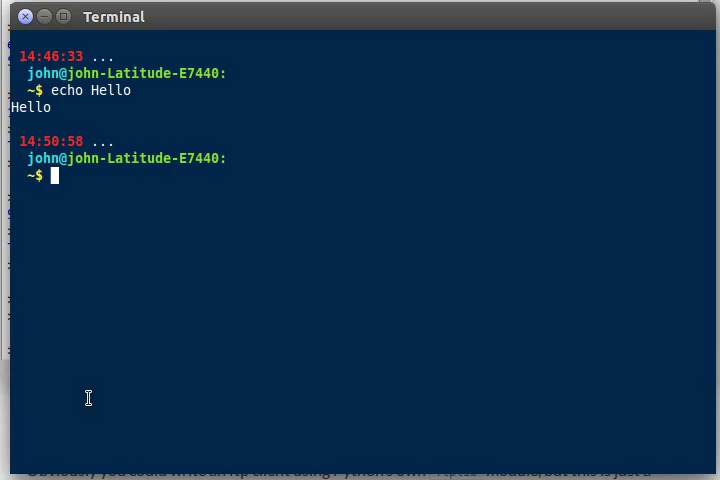 Terminal
14:46:33 ...
john@john-Latitude-E7440:
~$ echo Hello
Hello
14:50:58 ...
john@john-Latitude-E7440:
~$